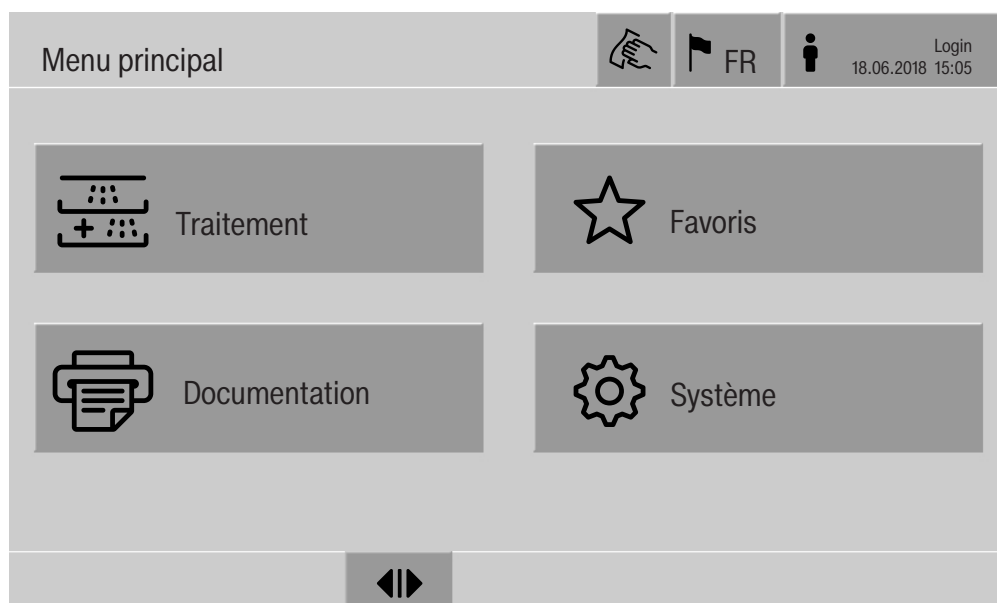 Menu principal
FR
Login
18.06.2018 15:05
Traitement
Favoris
Documentation
Système